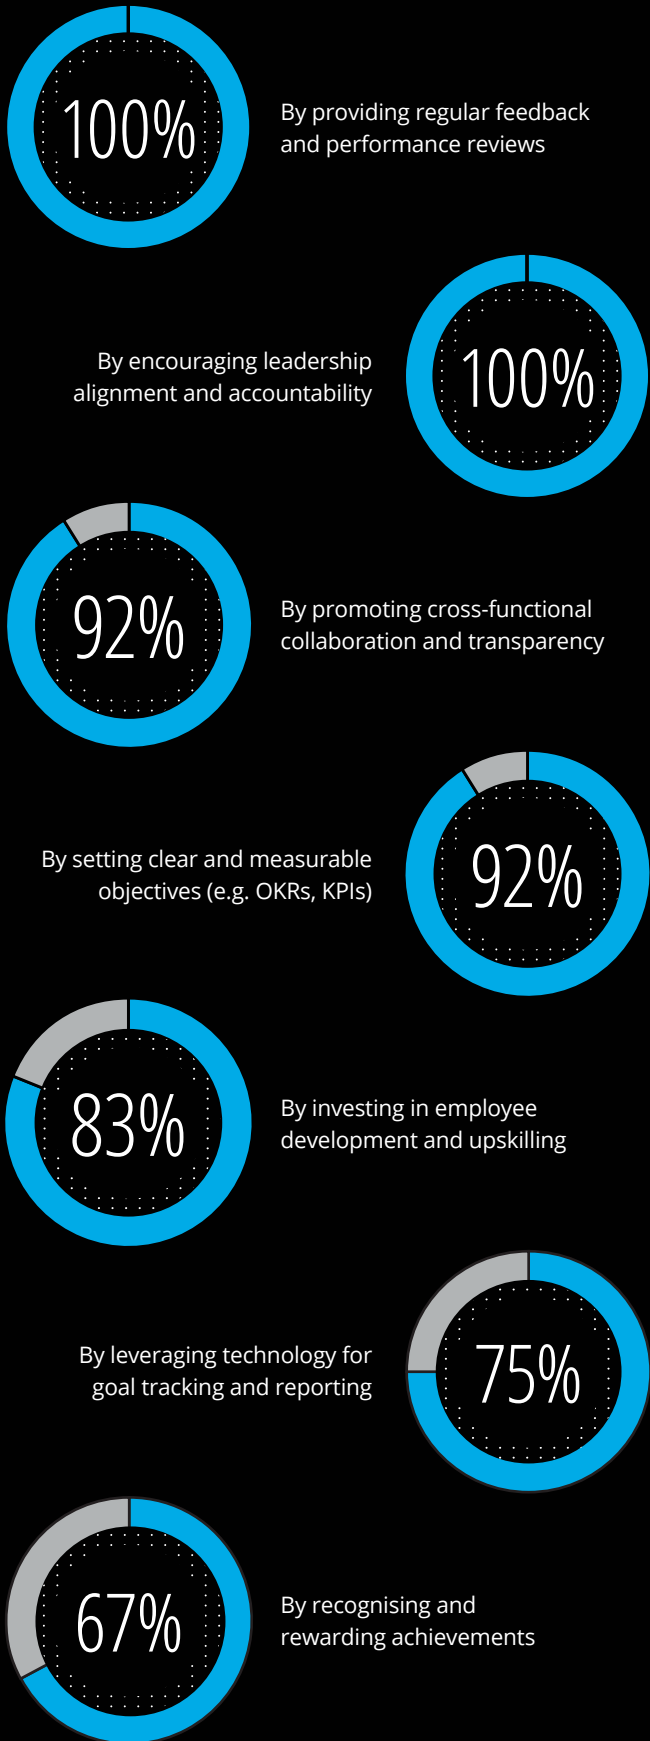 100%
By providing regular feedback
and performance reviews
By encouraging leadership
alignment and accountability
100%
92%
By promoting cross-functional
collaboration and transparency
By setting clear and measurable
objectives (e.g. OKRs, KPIs)
92%
83%
By investing in employee
development and upskilling
By leveraging technology for
goal tracking and reporting
75%
67%
By recognising and
rewarding achievements